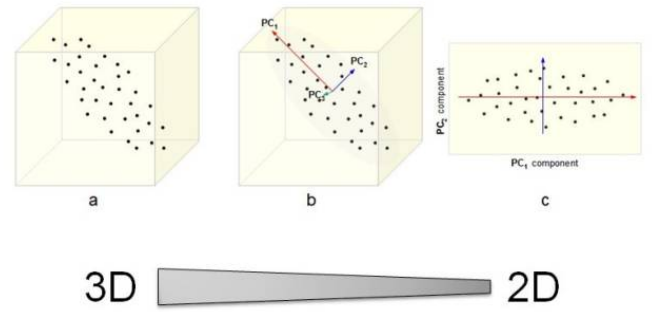 PC1
PC2
PC3
PC2 component
PC1 component
a
b
c
3D
2D